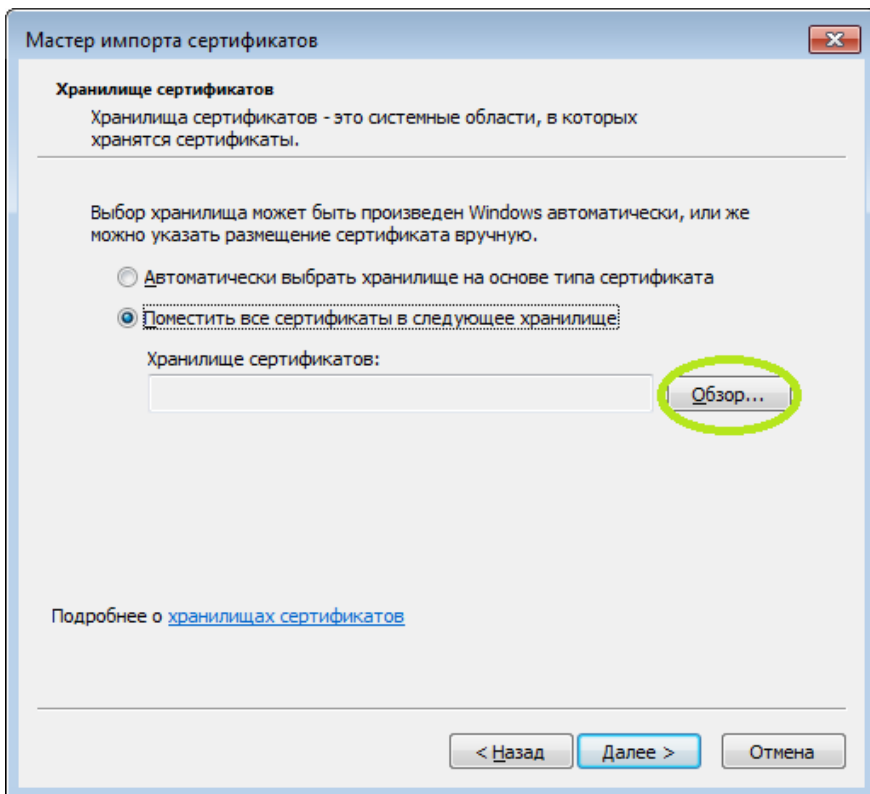 Мастер импорта сертификатов
Хранилище сертификатов
Хранилища сертификатов - это системные области, в которых
хранятся сертификаты.
Выбор хранилища может быть произведен Windows автоматически, или же
можно указать размещение сертификата вручную.
Автоматически выбрать хранилище на основе типа сертификата
Поместить все сертификаты в следующее хранилище
Хранилище сертификатов:
Обзор...
Подробнее о хранилищах сертификатов
< Назад Далее > Отмена